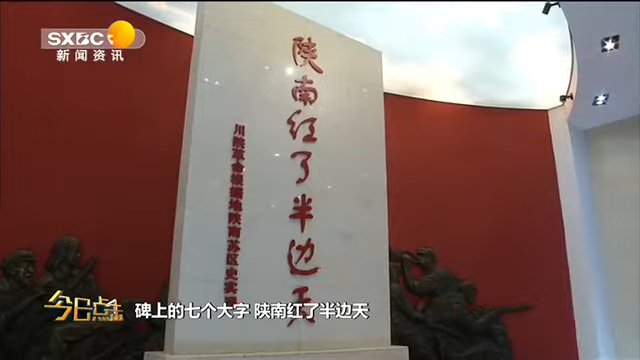 SXBC
新闻资讯
陕南红了半边天
川陕革命根据地陕南苏区史实
今日点击
碑上的七个大字 陕南红了半边天